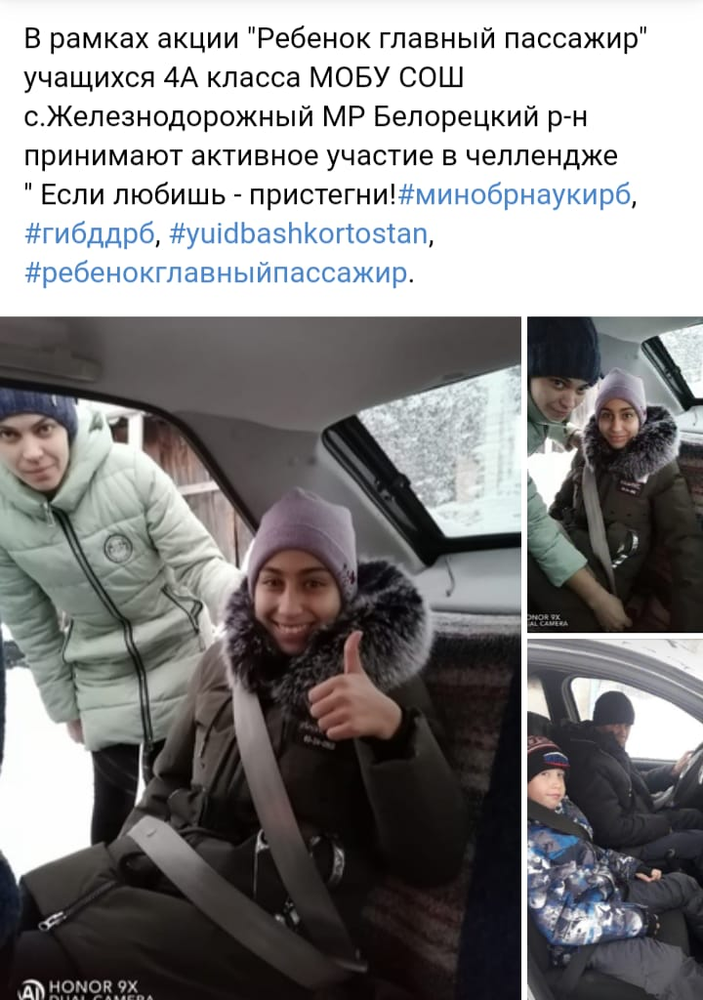 В рамках акции "Ребенок главный пассажир"
учащихся 4А класса МОБУ СОШ
с.Железнодорожный МР Белорецкий р-н
принимают активное участие в челлендже
" Если любишь - пристегни!#минобрнаукирб,
#гибддрб, #yuidbashkortostan,
#ребенокглавныйпассажир.
HONOR 9X
DUAL CAMERA
AI HONOR 9X
DUAL CAMERA